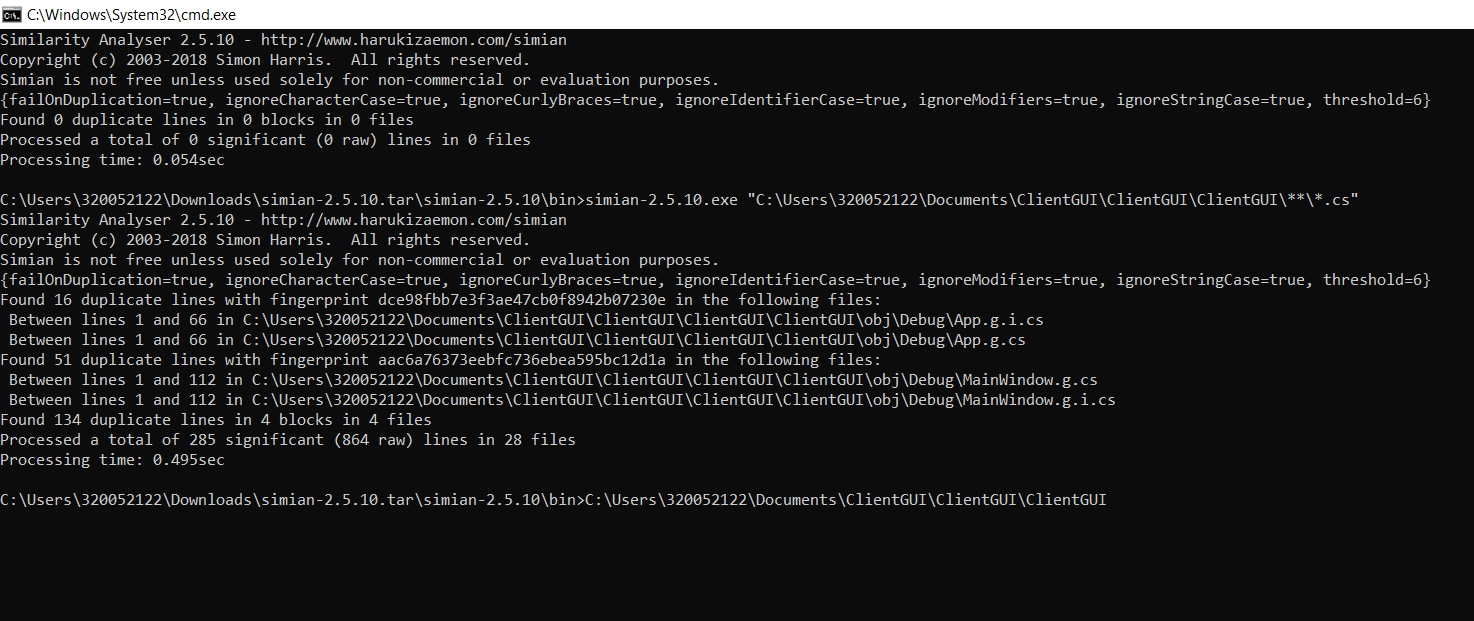 C:\Windows\System32\cmd.exe
Similarity Analyser 2.5.10 - http://www.harukizaemon.com/simian
Copyright (c) 2003-2018 Simon Harris.  All rights reserved.
Simian is not free unless used solely for non-commercial or evaluation purposes.
{failOnDuplication=true, ignoreCharacterCase=true, ignoreCurlyBraces=true, ignoreIdentifierCase=true, ignoreModifiers=true, ignoreStringCase=true, threshold=6}
Found 0 duplicate lines in 0 blocks in 0 files
Processed a total of 0 significant (0 raw) lines in 0 files
Processing time: 0.054sec

C:\Users\320052122\Downloads\simian-2.5.10.tar\simian-2.5.10\bin>simian-2.5.10.exe "C:\Users\320052122\Documents\ClientGUI\ClientGUI\ClientGUI\**\*.cs"
Similarity Analyser 2.5.10 - http://www.harukizaemon.com/simian
Copyright (c) 2003-2018 Simon Harris.  All rights reserved.
Simian is not free unless used solely for non-commercial or evaluation purposes.
{failOnDuplication=true, ignoreCharacterCase=true, ignoreCurlyBraces=true, ignoreIdentifierCase=true, ignoreModifiers=true, ignoreStringCase=true, threshold=6}
Found 16 duplicate lines with fingerprint dce98fbb7e3f3ae47cb0f8942b07230e in the following files:
 Between lines 1 and 66 in C:\Users\320052122\Documents\ClientGUI\ClientGUI\ClientGUI\ClientGUI\obj\Debug\App.g.i.cs
 Between lines 1 and 66 in C:\Users\320052122\Documents\ClientGUI\ClientGUI\ClientGUI\ClientGUI\obj\Debug\App.g.cs
Found 51 duplicate lines with fingerprint aac6a76373eebfc736ebea595bc12d1a in the following files:
 Between lines 1 and 112 in C:\Users\320052122\Documents\ClientGUI\ClientGUI\ClientGUI\ClientGUI\obj\Debug\MainWindow.g.cs
 Between lines 1 and 112 in C:\Users\320052122\Documents\ClientGUI\ClientGUI\ClientGUI\ClientGUI\obj\Debug\MainWindow.g.i.cs
Found 134 duplicate lines in 4 blocks in 4 files
Processed a total of 285 significant (864 raw) lines in 28 files
Processing time: 0.495sec

C:\Users\320052122\Downloads\simian-2.5.10.tar\simian-2.5.10\bin>C:\Users\320052122\Documents\ClientGUI\ClientGUI\ClientGUI